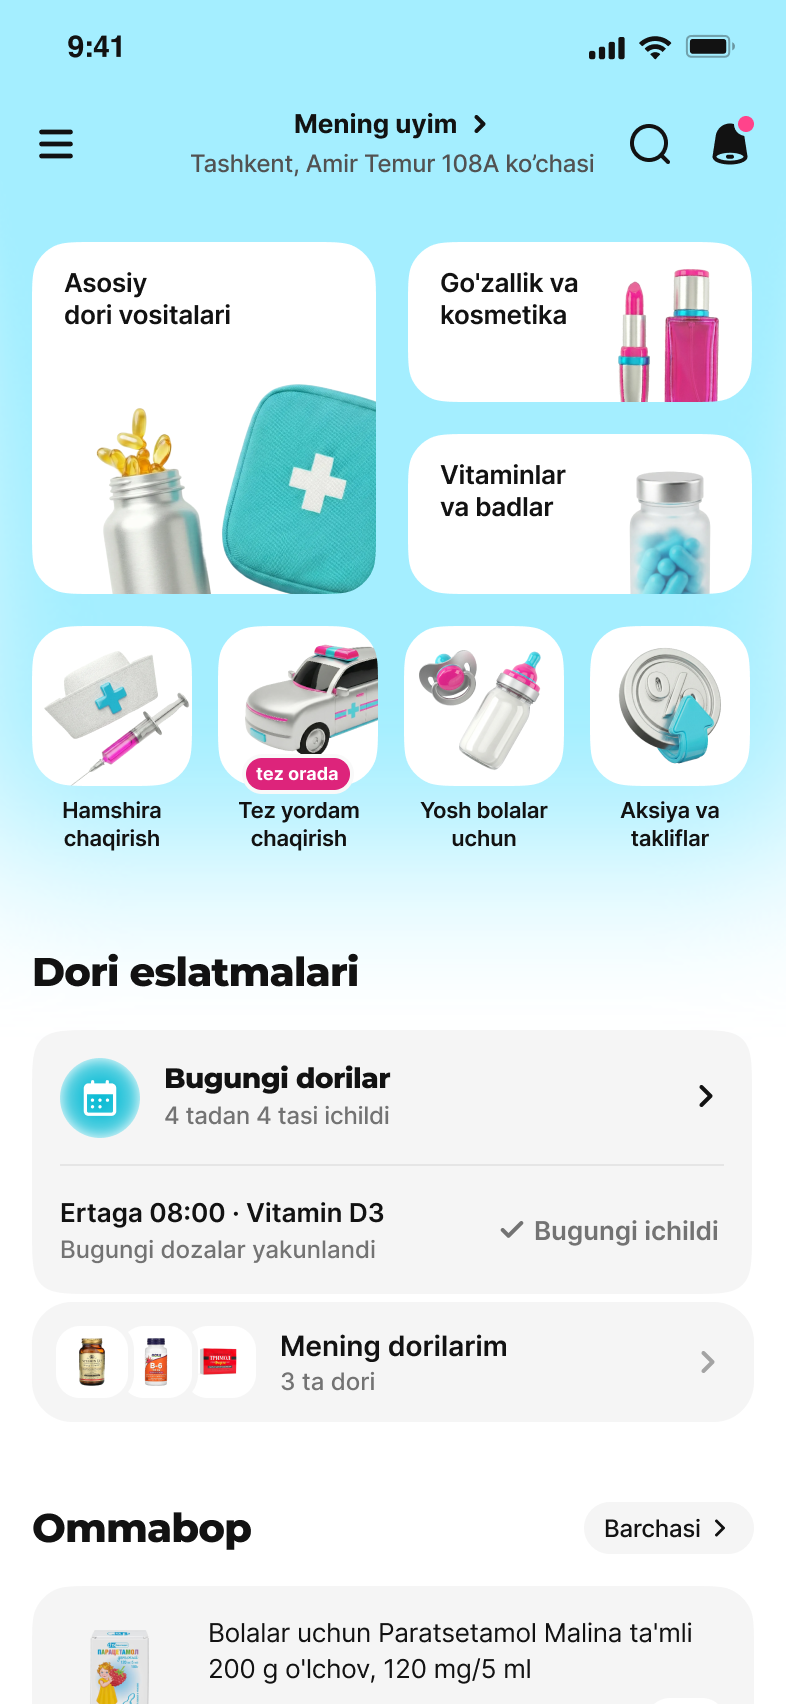 9:41
Mening uyim
Tashkent, Amir Temur 108A ko‘chasi
Asosiy
dori vositalari
Go'zallik va
kosmetika
Vitaminlar
va badlar
tez orada
Hamshira
chaqirish
Tez yordam
chaqirish
Yosh bolalar
uchun
Aksiya va
takliflar
Dori eslatmalari
Bugungi dorilar
4 tadan 4 tasi ichildi
Ertaga 08:00 · Vitamin D3
Bugungi dozalar yakunlandi
Bugungi ichildi
B-6
ТРИМОЛ
Mening dorilarim
3 ta dori
Ommabop
Barchasi
ПАРАЦЕТАМОЛ
Bolalar uchun Paratsetamol Malina ta'mli
200 g o'lchov, 120 mg/5 ml